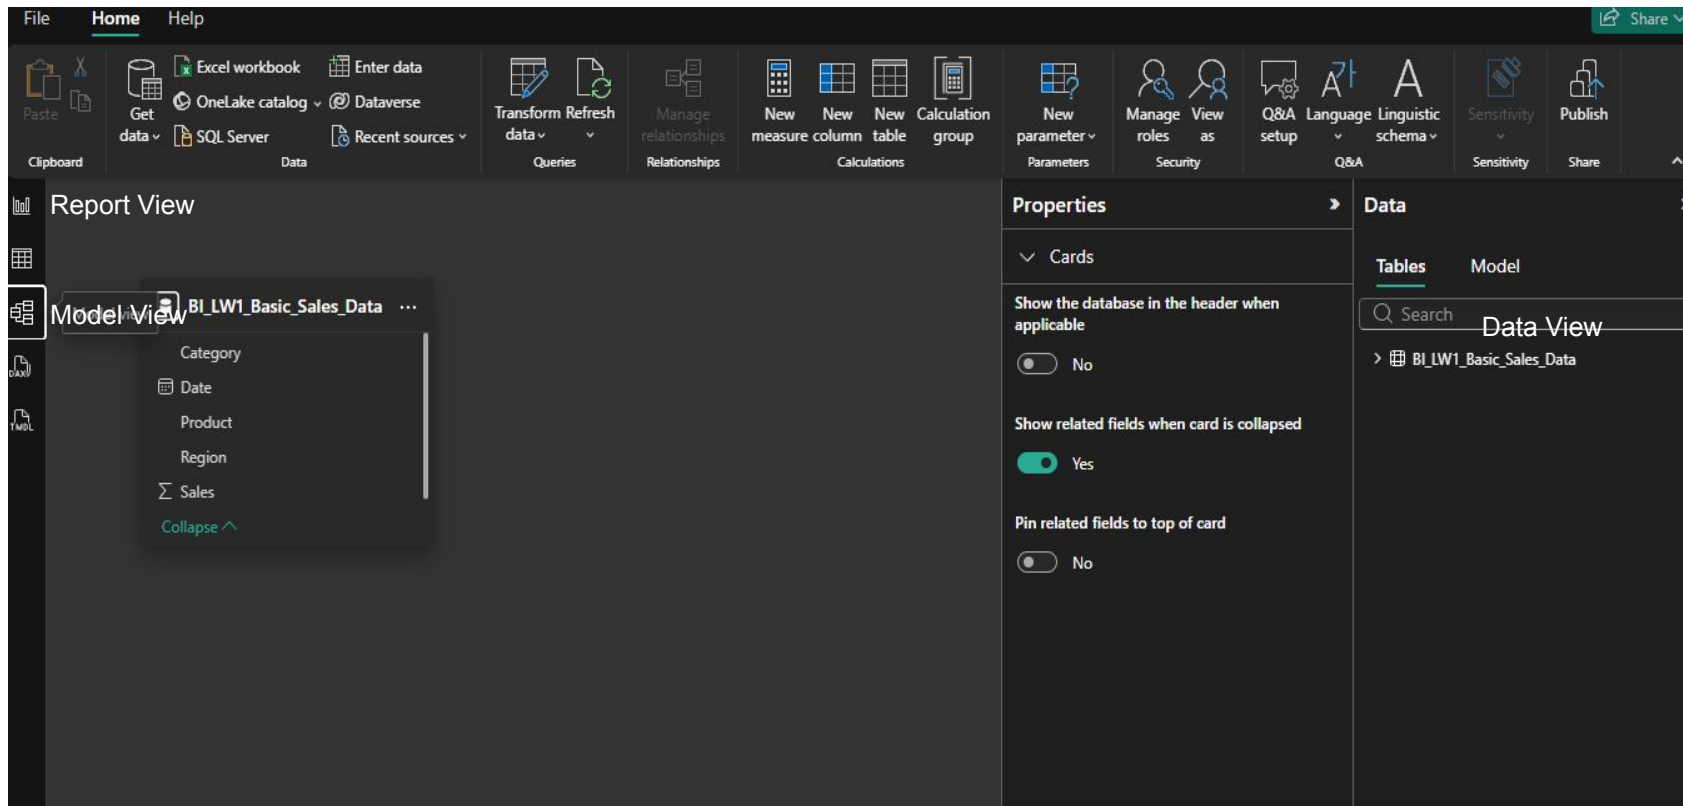 File Home Help
Share
Paste
Get data
Excel workbook
OneLake catalog
SQL Server
Enter data
Dataverse
Recent sources
Transform data
Refresh
Manage relationships
New measure
New column
New table
Calculation group
New parameter
Manage roles
View as
Q&A setup
Language
Linguistic schema
Sensitivity
Publish
Clipboard
Data
Queries
Relationships
Calculations
Parameters
Security
Q&A
Sensitivity
Share
Report View
Model View
DAX
TMDL
BI_LW1_Basic_Sales_Data
Category
Date
Product
Region
Sales
Collapse
Properties
Cards
Show the database in the header when
applicable
No
Show related fields when card is collapsed
Yes
Pin related fields to top of card
No
Data
Tables Model
Search
Data View
BI_LW1_Basic_Sales_Data